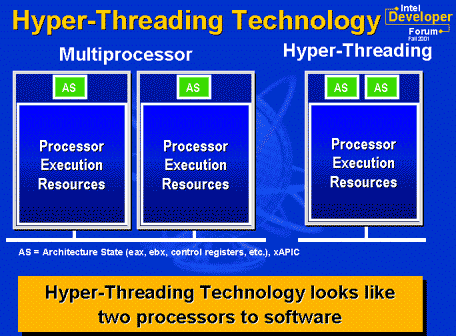 Hyper-Threading Technology
Intel
Developer
Forum
Fall 2001
Multiprocessor
Hyper-Threading
AS
AS
AS
AS
Processor
Execution
Resources
Processor
Execution
Resources
Processor
Execution
Resources
AS = Architecture State (eax, ebx, control registers, etc.), xAPIC
Hyper-Threading Technology looks like
two processors to software